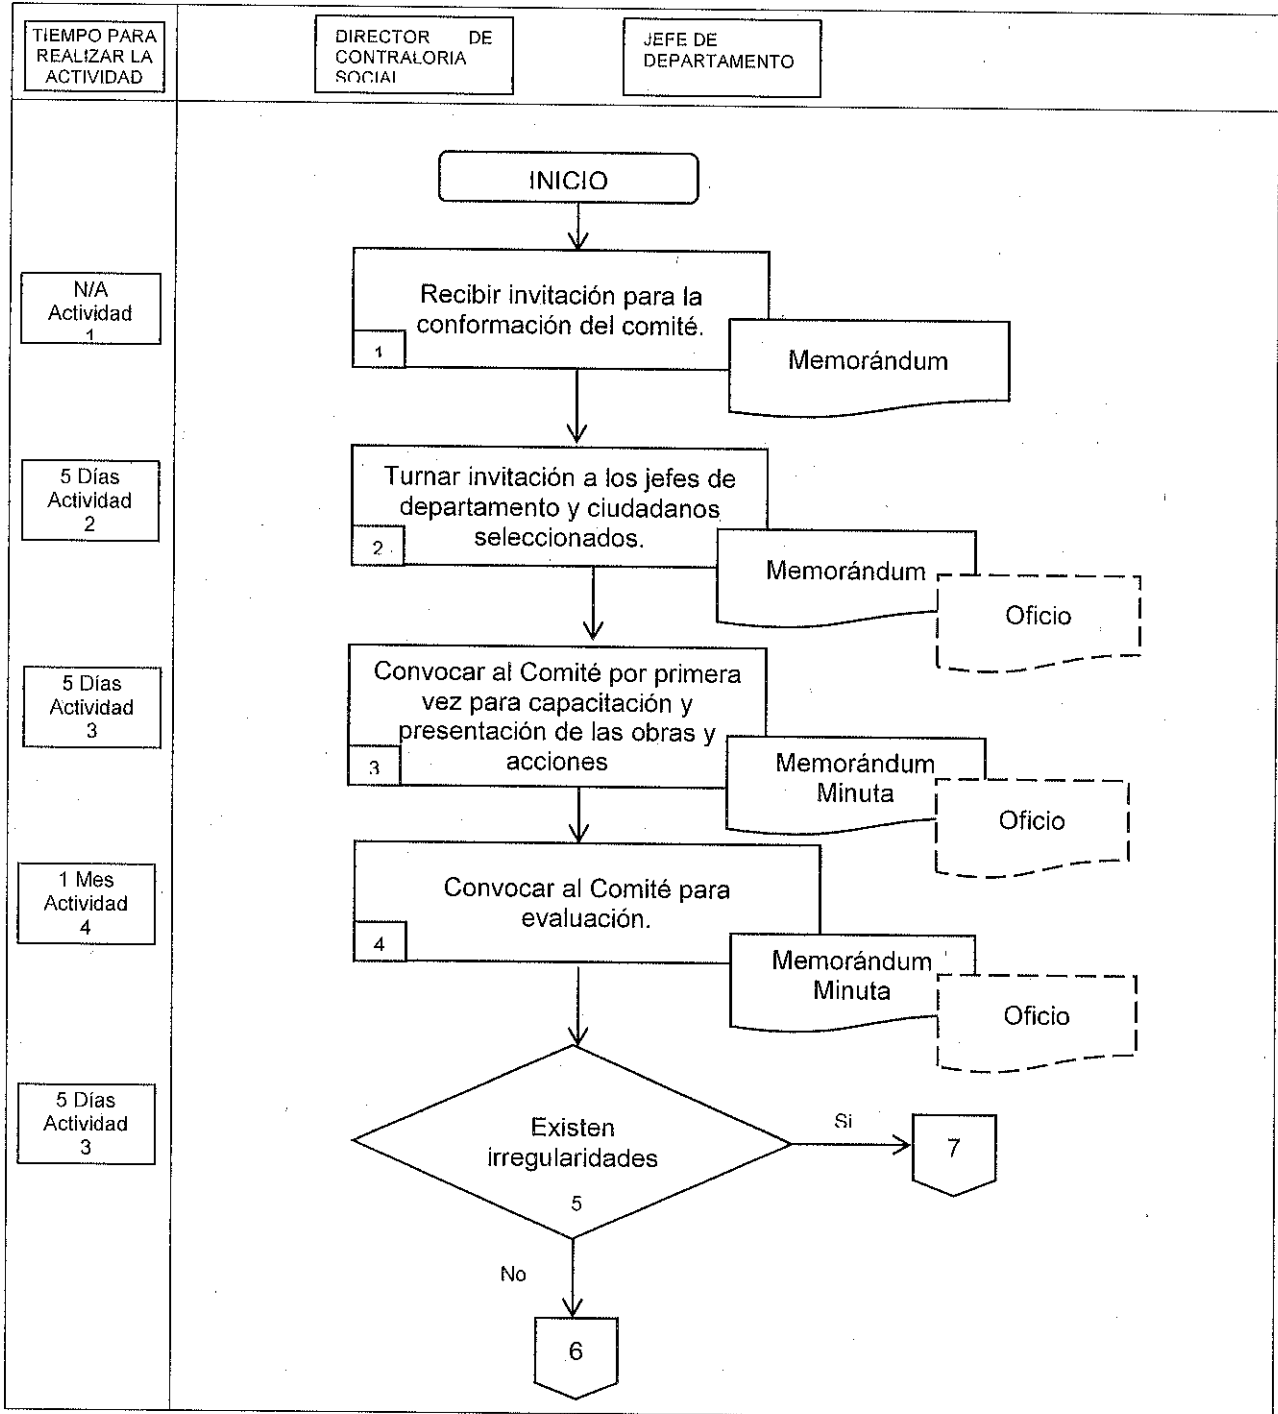 TIEMPO PARA
REALIZAR LA
ACTIVIDAD
DIRECTOR DE
CONTRALORIA
SOCIAL
JEFE DE
DEPARTAMENTO
INICIO
N/A
Actividad
1
Recibir invitación para la
conformación del comité.
1
Memorándum
5 Días
Actividad
2
Turnar invitación a los jefes de
departamento y ciudadanos
seleccionados.
2
Memorándum
Oficio
5 Días
Actividad
3
Convocar al Comité por primera
vez para capacitación y
presentación de las obras y
acciones
3
Memorándum
Minuta
Oficio
1 Mes
Actividad
4
Convocar al Comité para
evaluación.
4
Memorándum
Minuta
Oficio
5 Días
Actividad
3
Existen
irregularidades
5
Si
7
No
6